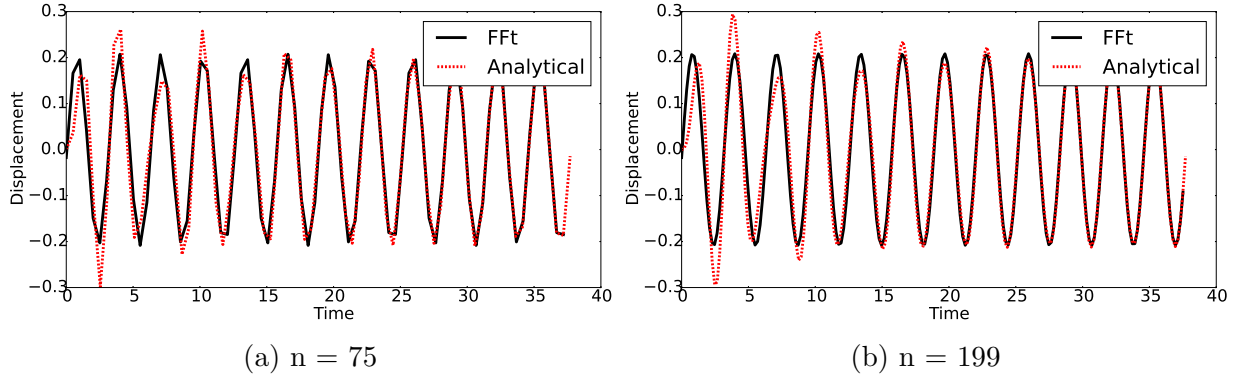 0.3
0.2
0.1
0.0
−0.1
−0.2
−0.3
0 5 10 15 20 25 30 35 40
Displacement
Time
FFt
Analytical
(a) n = 75
0.3
0.2
0.1
0.0
−0.1
−0.2
−0.3
0 5 10 15 20 25 30 35 40
Displacement
Time
FFt
Analytical
(b) n = 199